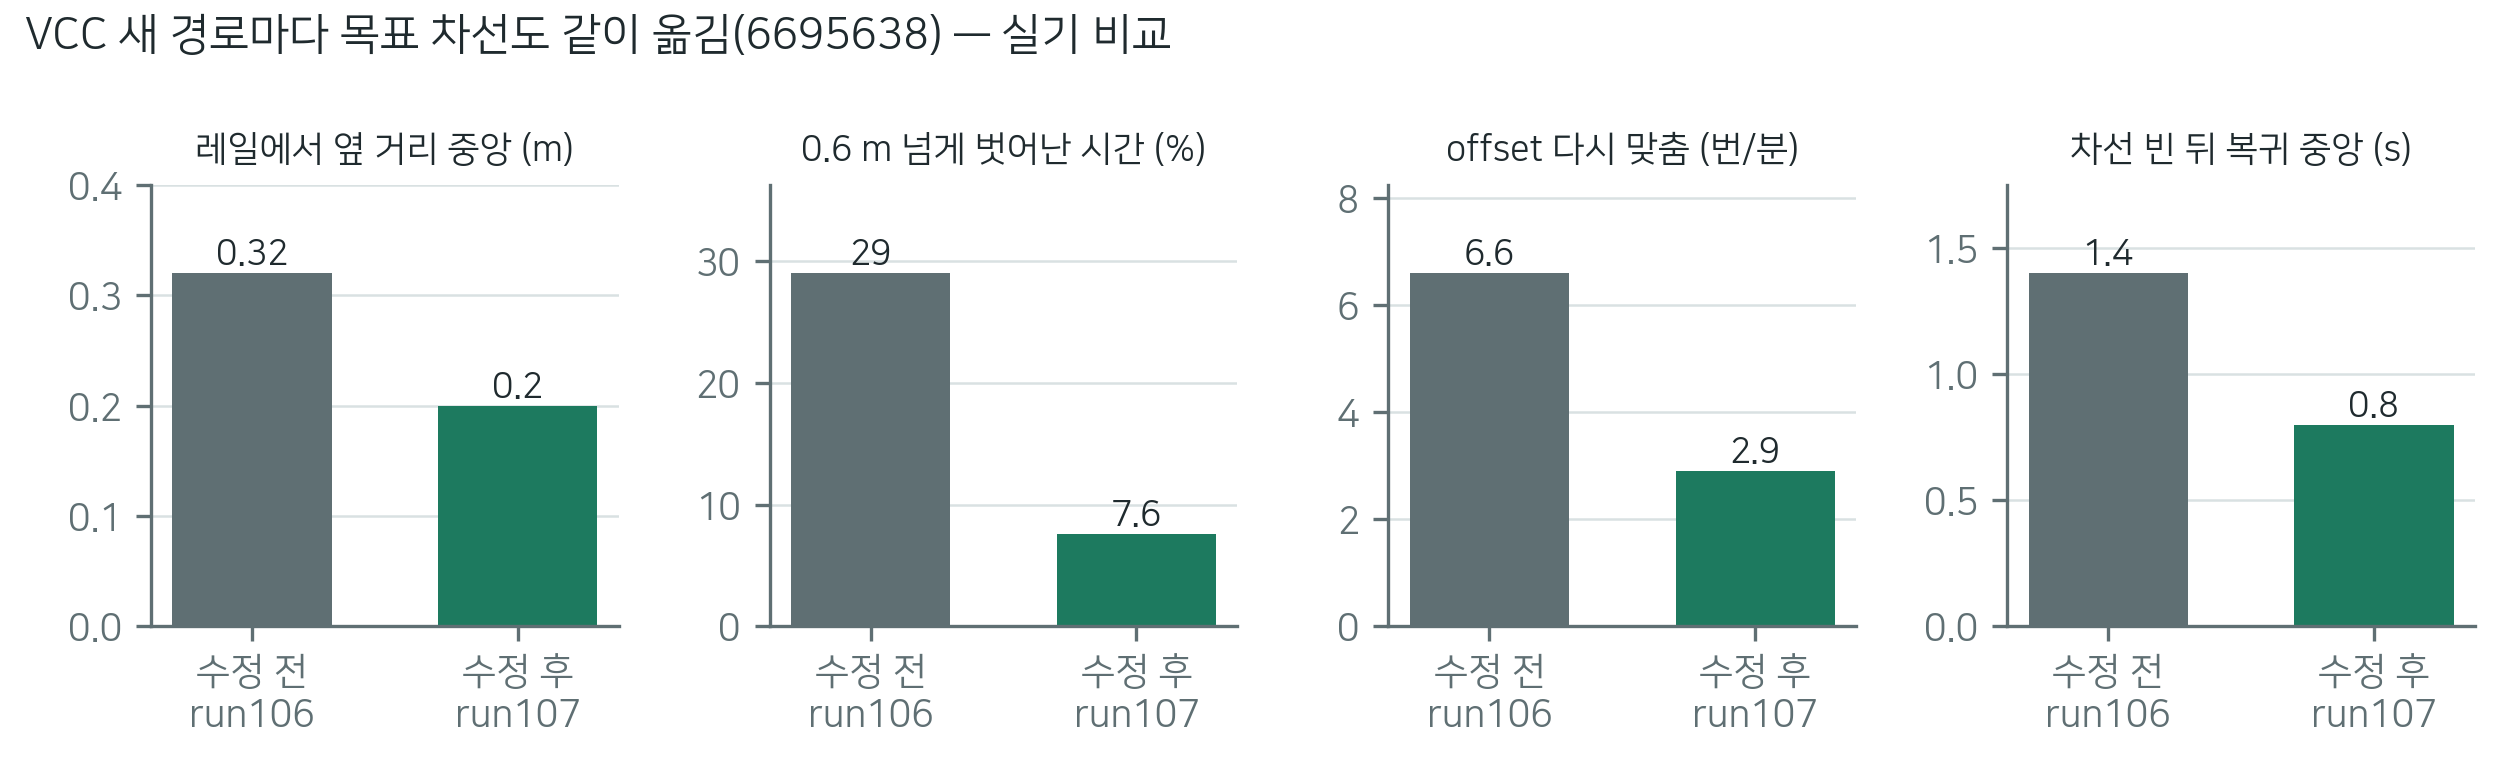 VCC 새 경로마다 목표 차선도 같이 옮김(6695638) — 실기 비교
레일에서 옆 거리 중앙 (m)
0.4
0.3
0.2
0.1
0.0
0.32
0.2
수정 전
run106
수정 후
run107
0.6 m 넘게 벗어난 시간 (%)
30
20
10
0
29
7.6
수정 전
run106
수정 후
run107
offset 다시 맞춤 (번/분)
8
6
4
2
0
6.6
2.9
수정 전
run106
수정 후
run107
차선 빈 뒤 복귀 중앙 (s)
1.5
1.0
0.5
0.0
1.4
0.8
수정 전
run106
수정 후
run107